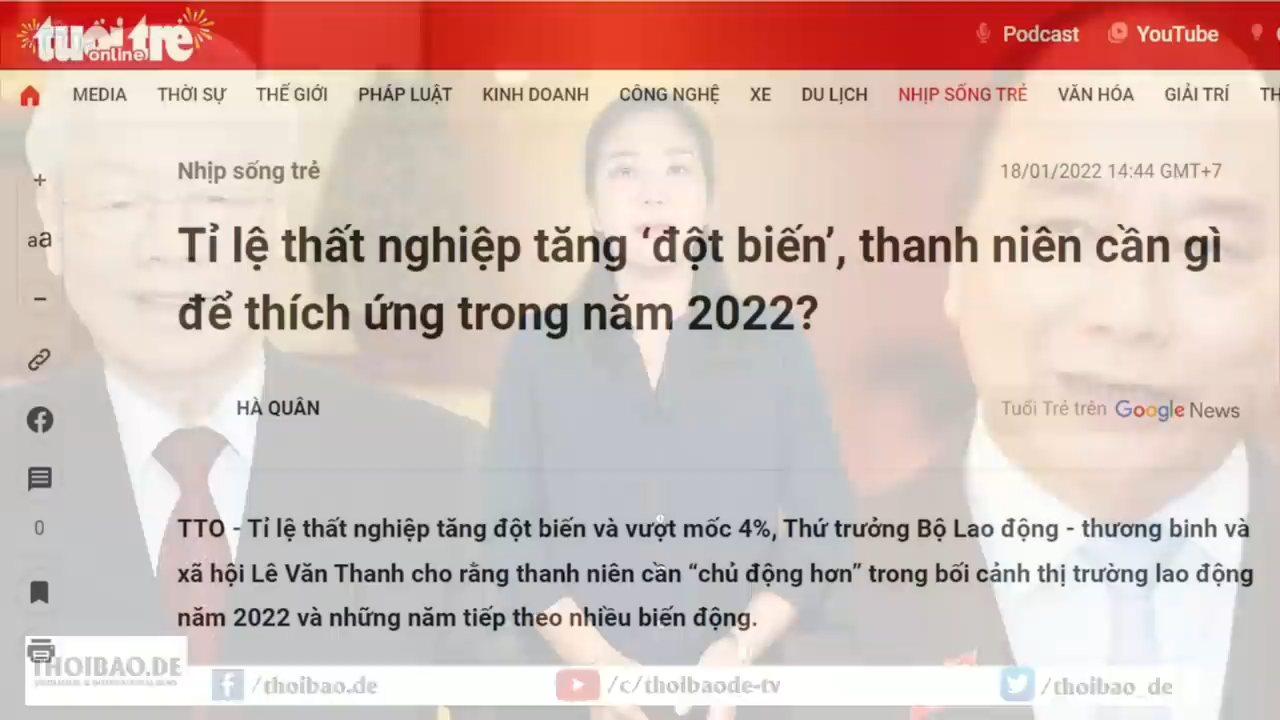 tuổi trẻ
online
Podcast
YouTube
MEDIA THỜI SỰ THẾ GIỚI PHÁP LUẬT KINH DOANH CÔNG NGHỆ XE DU LỊCH NHỊP SỐNG TRẺ VĂN HÓA GIẢI TRÍ
Nhịp sống trẻ
18/01/2022 14:44 GMT+7
+
aa
−
Tỉ lệ thất nghiệp tăng ‘đột biến’, thanh niên cần gì
để thích ứng trong năm 2022?
HÀ QUÂN
Tuổi Trẻ trên Google News
0
TTO - Tỉ lệ thất nghiệp tăng đột biến và vượt mốc 4%, Thứ trưởng Bộ Lao động - thương binh và
xã hội Lê Văn Thanh cho rằng thanh niên cần “chủ động hơn” trong bối cảnh thị trường lao động
năm 2022 và những năm tiếp theo nhiều biến động.
THOIBAO.DE
/thoibao.de
/c/thoibaode-tv
/thoibao_de